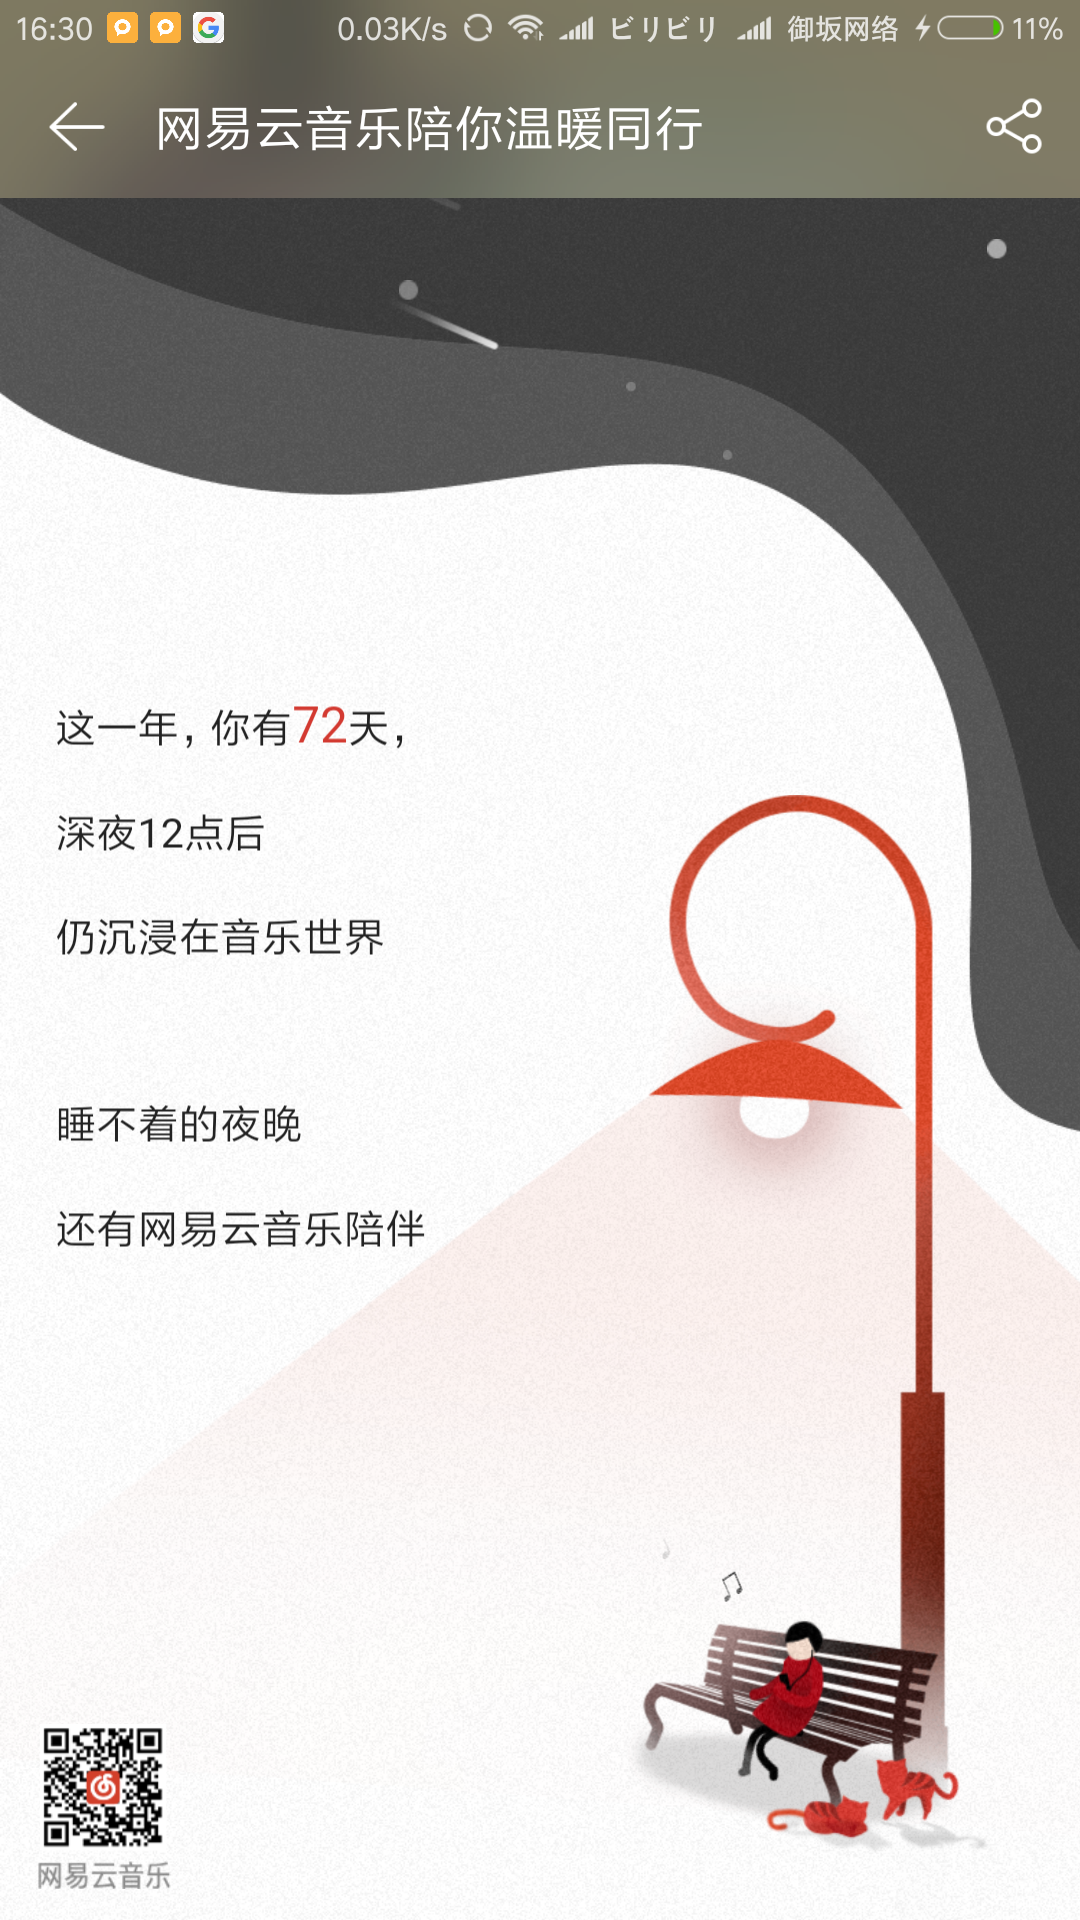 16:30 0.03K/s ビリビリ 御坂网络 11%
网易云音乐陪你温暖同行
这一年,你有72天,
深夜12点后
仍沉浸在音乐世界
睡不着的夜晚
还有网易云音乐陪伴
网易云音乐